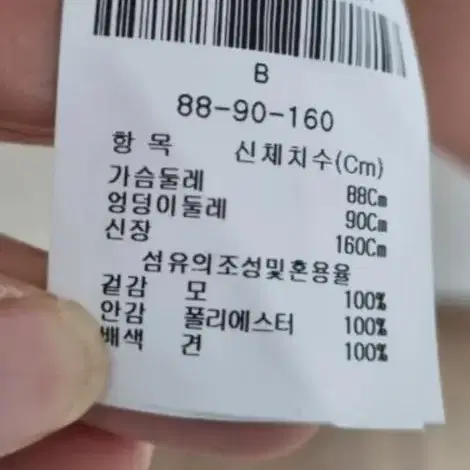 B
88-90-160
항 목 신체치수(Cm)
가슴둘레 88Cm
엉덩이둘레 90Cm
신장 160Cm
섬유의조성및혼용율
겉감 모 100%
안감 폴리에스터 100%
배색 견 100%